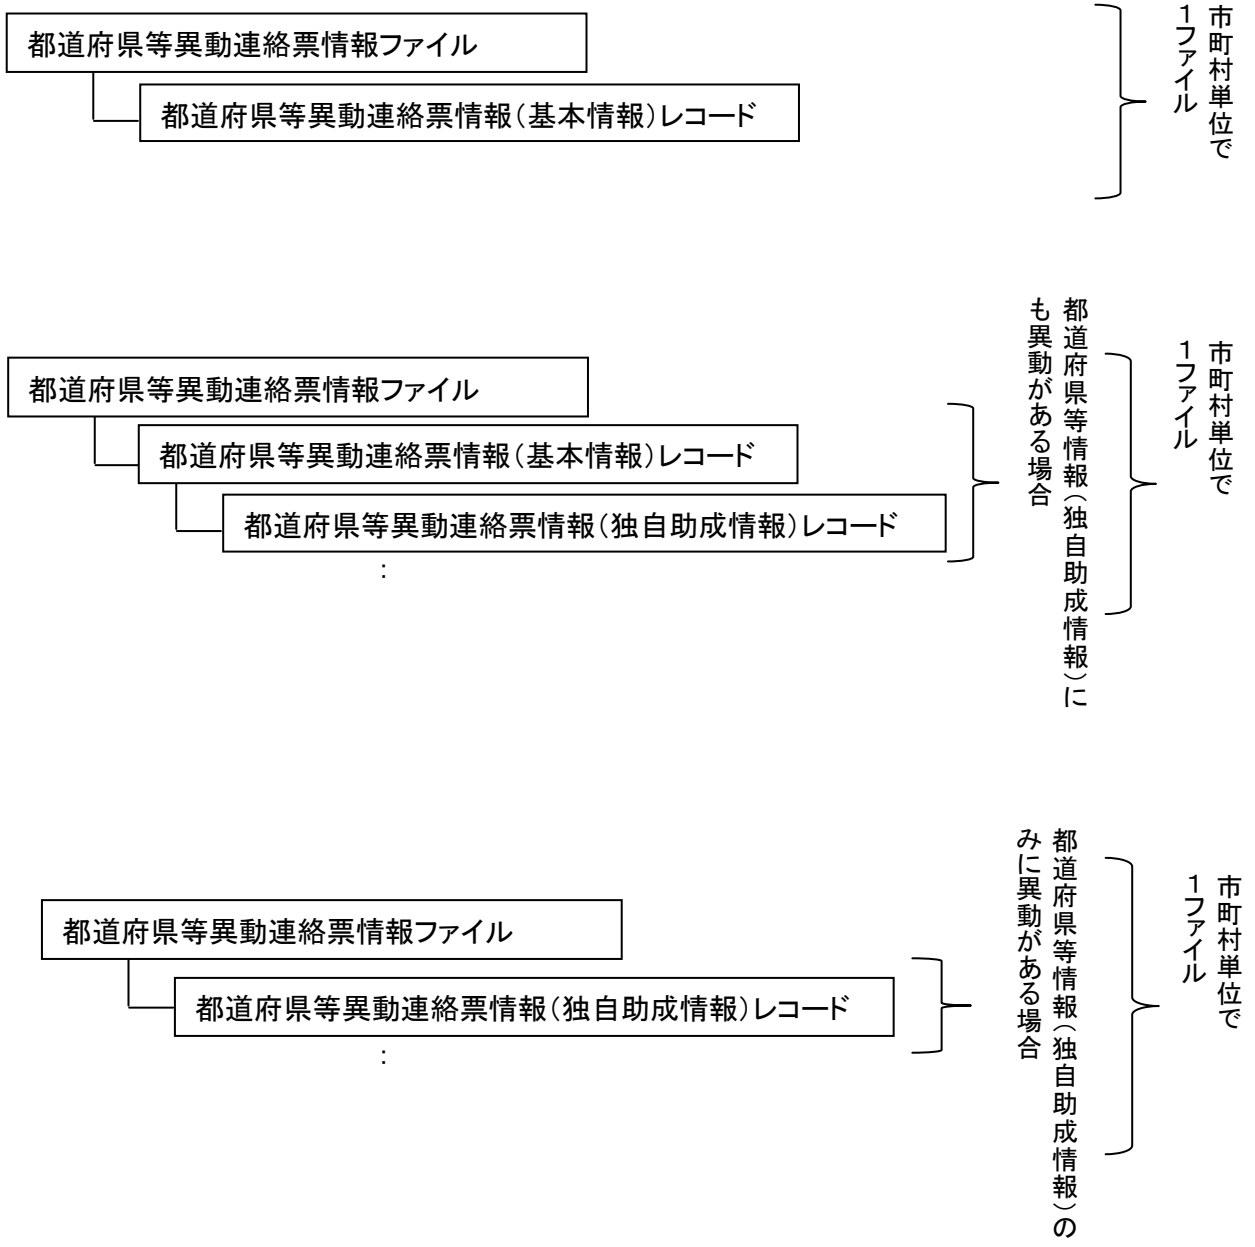 都道府県等異動連絡票情報ファイル
都道府県等異動連絡票情報（基本情報）レコード
市町村単位で
１ファイル
都道府県等異動連絡票情報ファイル
都道府県等異動連絡票情報（基本情報）レコード
都道府県等異動連絡票情報（独自助成情報）レコード
：
都道府県等情報（独自助成情報）に
も異動がある場合
市町村単位で
１ファイル
都道府県等異動連絡票情報ファイル
都道府県等異動連絡票情報（独自助成情報）レコード
：
都道府県等情報（独自助成情報）の
みに異動がある場合
市町村単位で
１ファイル